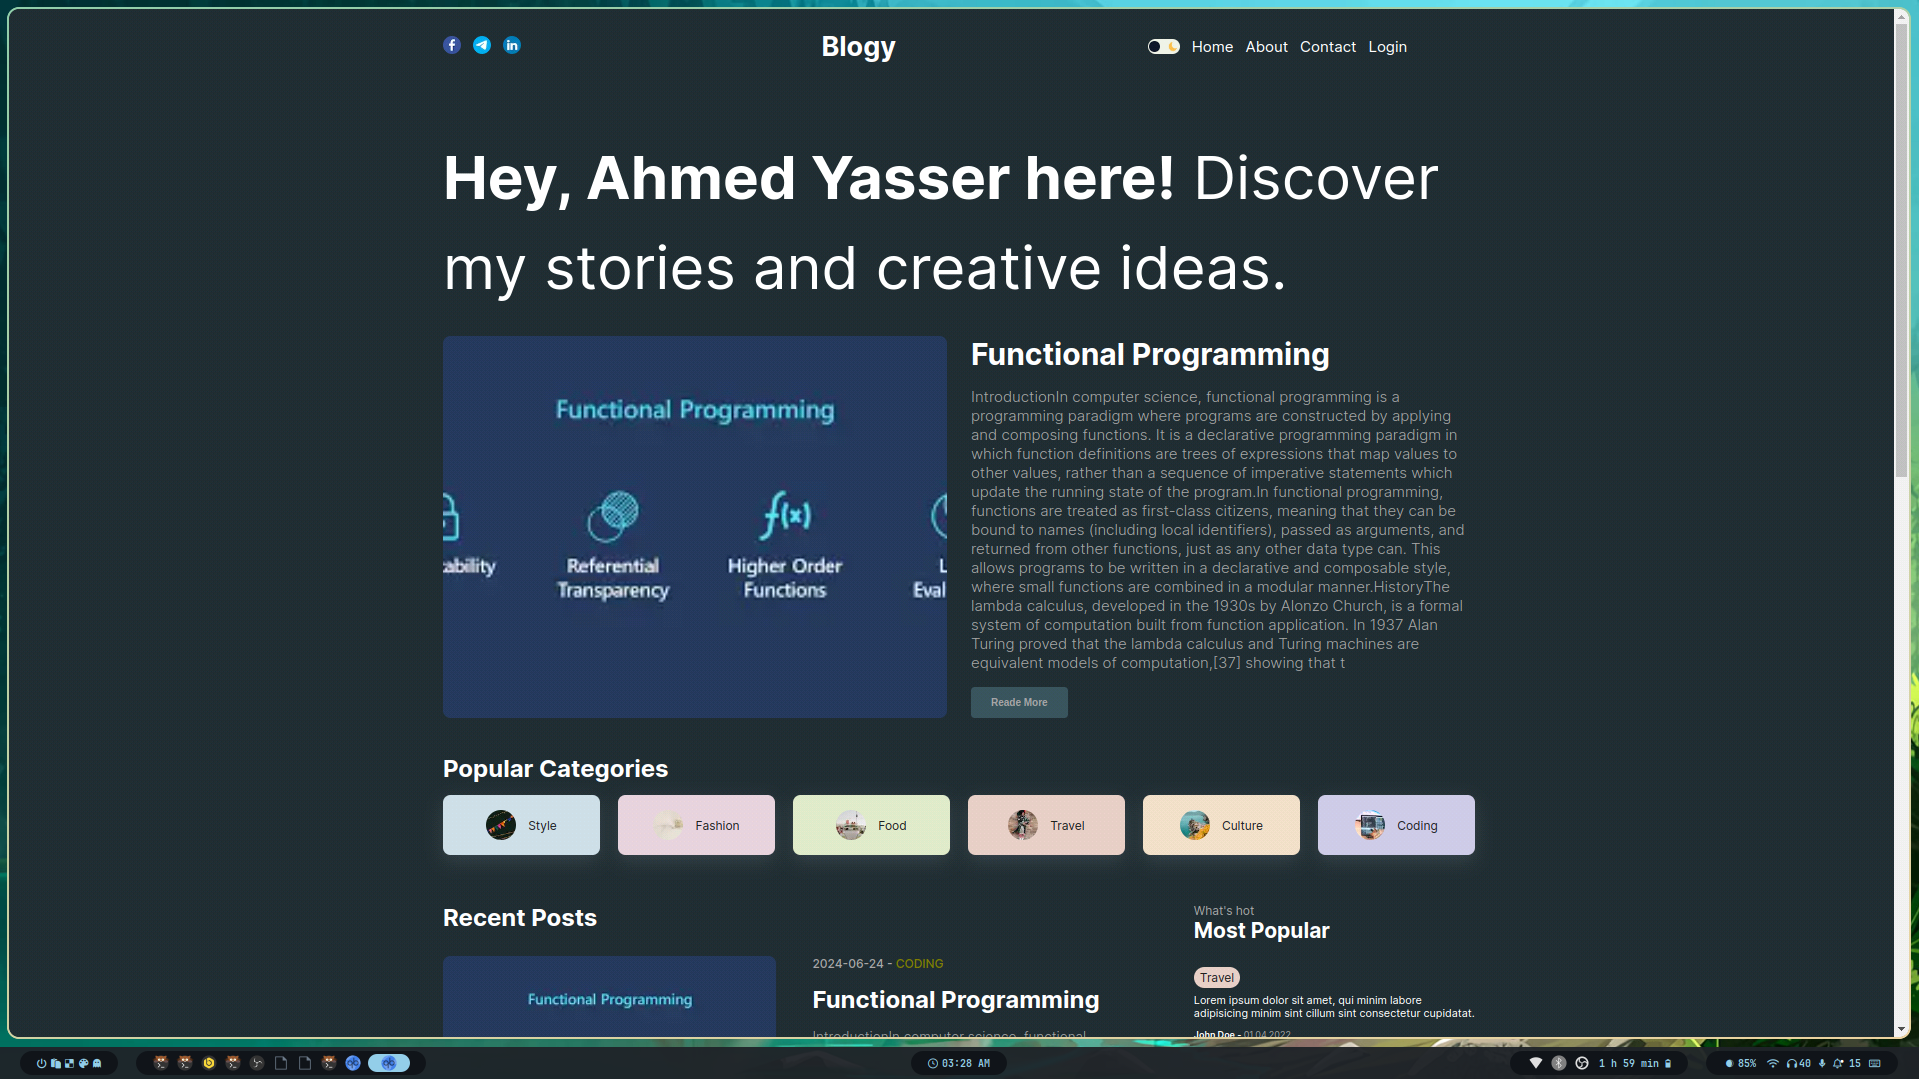 Blogy
Home About Contact Login
Hey, Ahmed Yasser here! Discover
my stories and creative ideas.
Functional Programming
ability
Referential
Transparency
Higher Order
Functions
L
Eval
Functional Programming
IntroductionIn computer science, functional programming is a
programming paradigm where programs are constructed by applying
and composing functions. It is a declarative programming paradigm in
which function definitions are trees of expressions that map values to
other values, rather than a sequence of imperative statements which
update the running state of the program.In functional programming,
functions are treated as first-class citizens, meaning that they can be
bound to names (including local identifiers), passed as arguments, and
returned from other functions, just as any other data type can. This
allows programs to be written in a declarative and composable style,
where small functions are combined in a modular manner.HistoryThe
lambda calculus, developed in the 1930s by Alonzo Church, is a formal
system of computation built from function application. In 1937 Alan
Turing proved that the lambda calculus and Turing machines are
equivalent models of computation,[37] showing that t
Reade More
Popular Categories
Style
Fashion
Food
Travel
Culture
Coding
Recent Posts
Functional Programming
2024-06-24 - CODING
Functional Programming
IntroductionIn computer science, functional
What's hot
Most Popular
Travel
Lorem ipsum dolor sit amet, qui minim labore
adipisicing minim sint cillum sint consectetur cupidatat.
John Doe - 01.04.2022
03:28 AM
1 h 59 min
85% 40 15